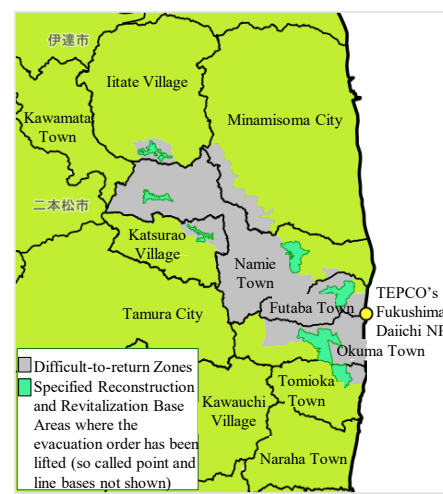 伊達市
Iitate Village
Kawamata
Town
Minamisoma City
二本松市
Katsurao
Village
Namie
Town
TEPCO's
Fukushima
Daiichi NP
Futaba Town
Tamura City
Okuma Town
Difficult-to-return Zones
Specified Reconstruction
and Revitalization Base
Areas where the
evacuation order has been
lifted (so called point and
line bases not shown)
Tomioka
Town
Kawauchi
Village
Naraha Town